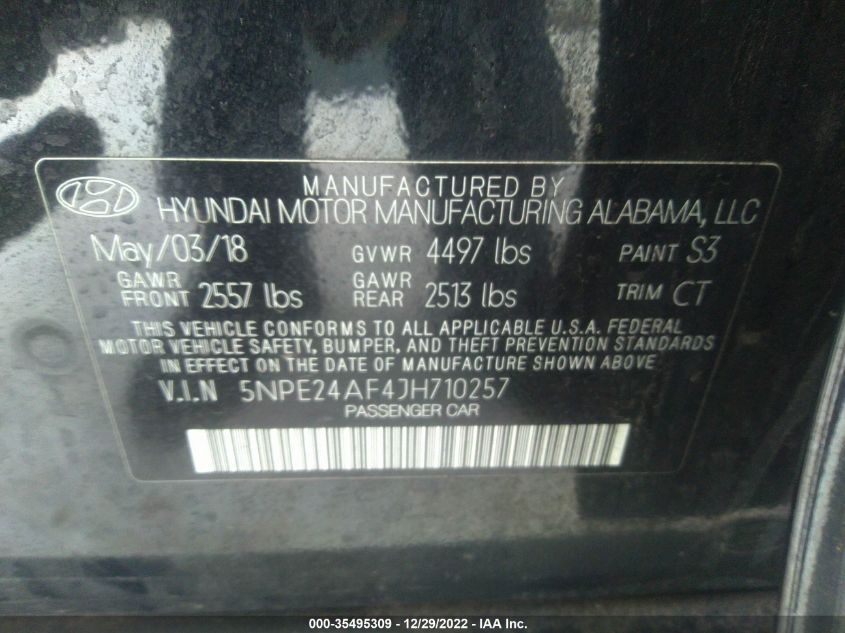 MANUFACTURED BY
HYUNDAI MOTOR MANUFACTURING ALABAMA, LLC
May/03/18 GVWR 4497 lbs PAINT S3
GAWR FRONT 2557 lbs GAWR REAR 2513 lbs TRIM CT
THIS VEHICLE CONFORMS TO ALL APPLICABLE U.S.A. FEDERAL
MOTOR VEHICLE SAFETY, BUMPER, AND THEFT PREVENTION STANDARDS
IN EFFECT ON THE DATE OF MANUFACTURE SHOWN ABOVE.
V.I.N 5NPE24AF4JH710257
PASSENGER CAR
000-35495309 - 12/29/2022 - IAA Inc.